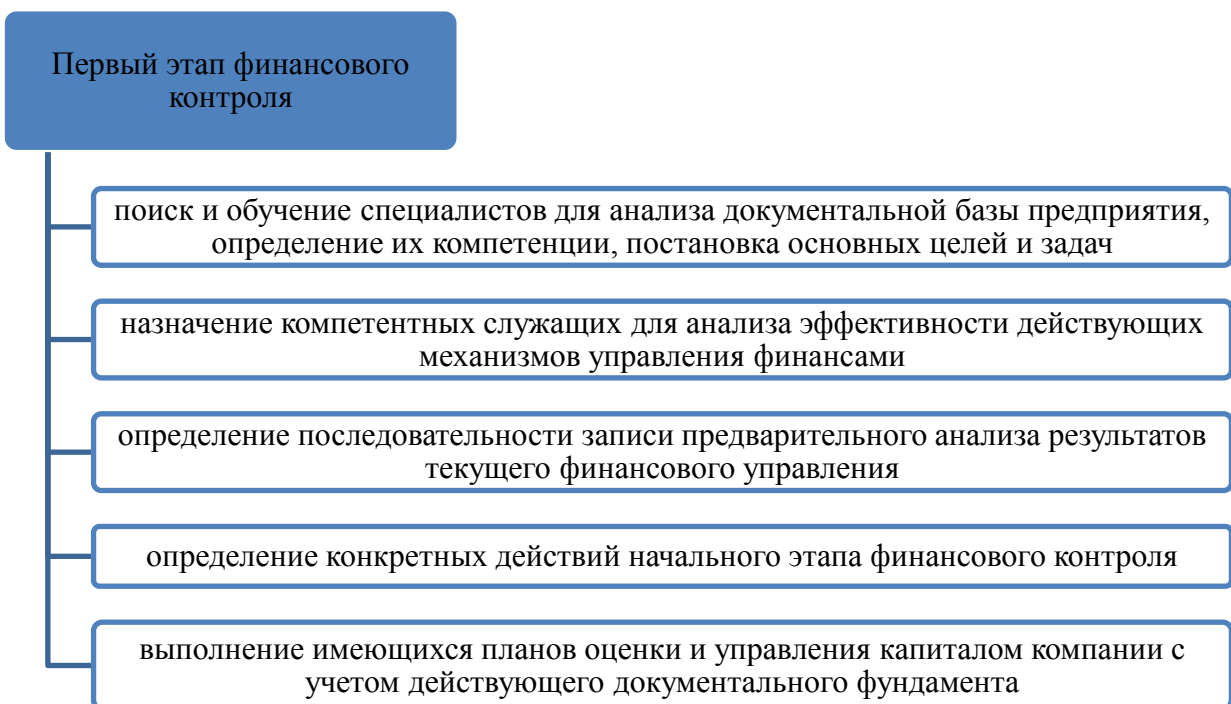 Первый этап финансового
контроля
поиск и обучение специалистов для анализа документальной базы предприятия,
определение их компетенции, постановка основных целей и задач
назначение компетентных служащих для анализа эффективности действующих
механизмов управления финансами
определение последовательности записи предварительного анализа результатов
текущего финансового управления
определение конкретных действий начального этапа финансового контроля
выполнение имеющихся планов оценки и управления капиталом компании с
учетом действующего документального фундамента